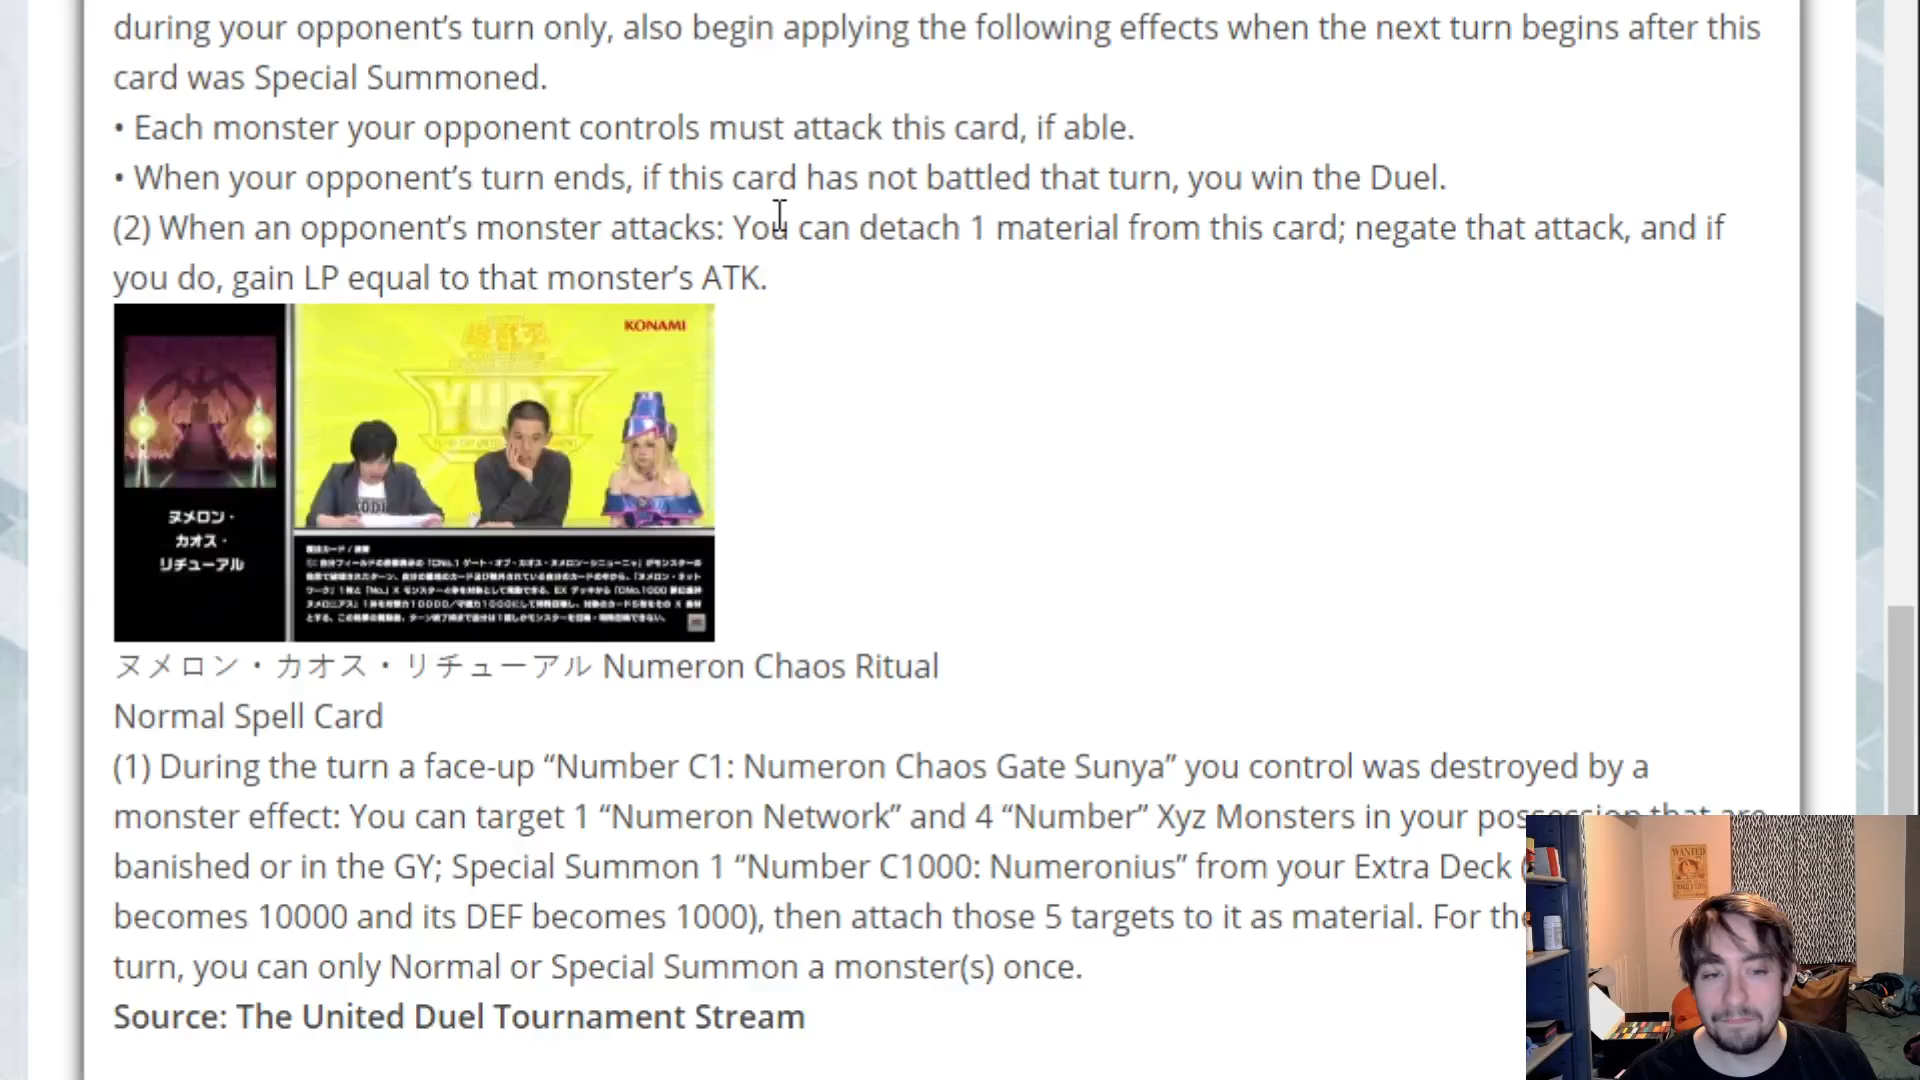 during your opponent’s turn only, also begin applying the following effects when the next turn begins after this
card was Special Summoned.
• Each monster your opponent controls must attack this card, if able.
• When your opponent’s turn ends, if this card has not battled that turn, you win the Duel.
(2) When an opponent’s monster attacks: You can detach 1 material from this card; negate that attack, and if
you do, gain LP equal to that monster’s ATK.
KONAMI
ヌメロン・
カオス・
リチューアル
ヌメロン・カオス・リチューアル Numeron Chaos Ritual
Normal Spell Card
(1) During the turn a face-up “Number C1: Numeron Chaos Gate Sunya” you control was destroyed by a
monster effect: You can target 1 “Numeron Network” and 4 “Number” Xyz Monsters in your possession that are
banished or in the GY; Special Summon 1 “Number C1000: Numeronius” from your Extra Deck (
becomes 10000 and its DEF becomes 1000), then attach those 5 targets to it as material. For the
turn, you can only Normal or Special Summon a monster(s) once.
Source: The United Duel Tournament Stream
WANTED